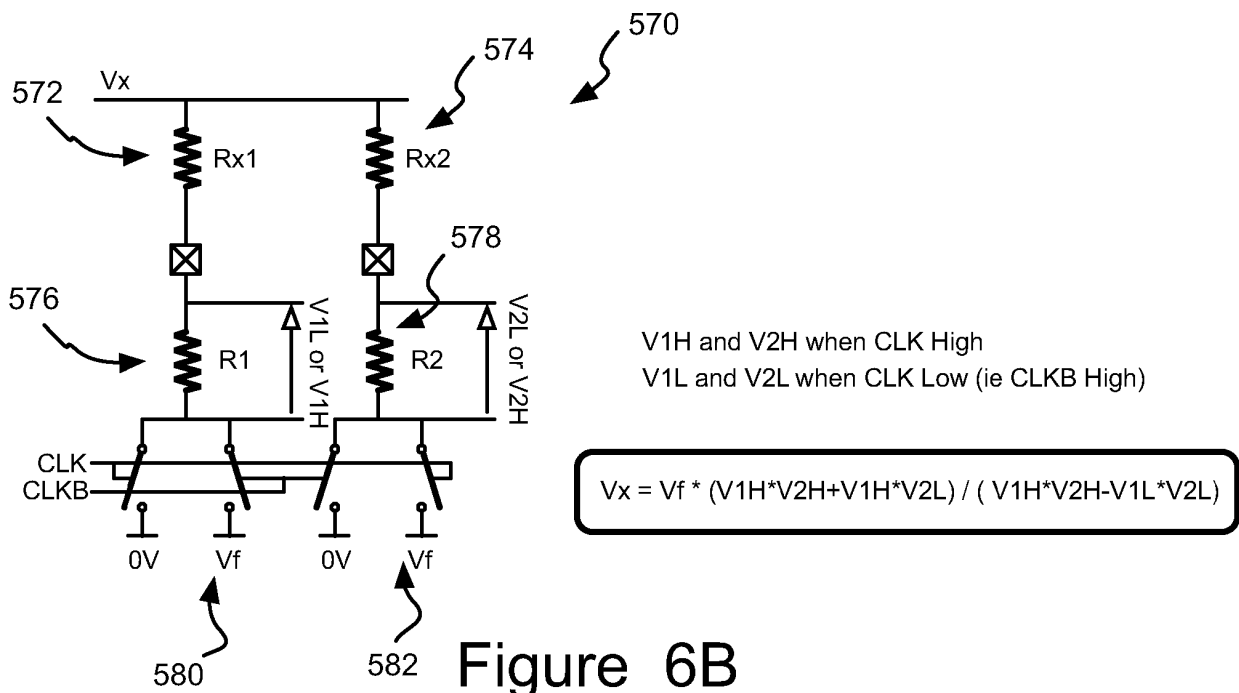 570
574
Vx
572
Rx1
Rx2
578
576
R1
V1L or V1H
R2
V2L or V2H
V1H and V2H when CLK High
V1L and V2L when CLK Low (ie CLKB High)
CLK
CLKB
Vx = Vf * (V1H*V2H+V1H*V2L) / ( V1H*V2H-V1L*V2L)
0V
Vf
0V
Vf
580
582
Figure 6B